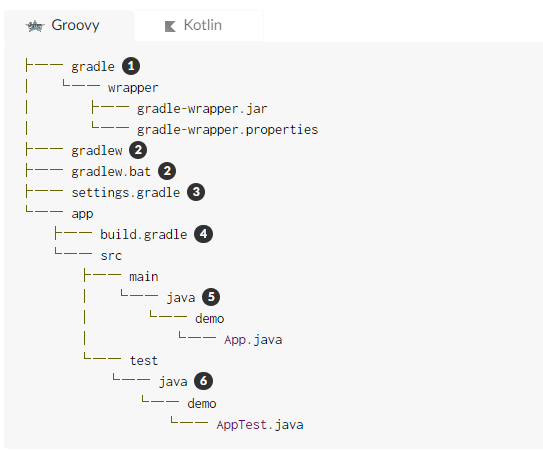 Groovy Kotlin
├── gradle 1
│ └── wrapper
│ ├── gradle-wrapper.jar
│ └── gradle-wrapper.properties
├── gradlew 2
├── gradlew.bat 2
├── settings.gradle 3
└── app
├── build.gradle 4
└── src
├── main
│ └── java 5
│ └── demo
│ └── App.java
└── test
└── java 6
└── demo
└── AppTest.java